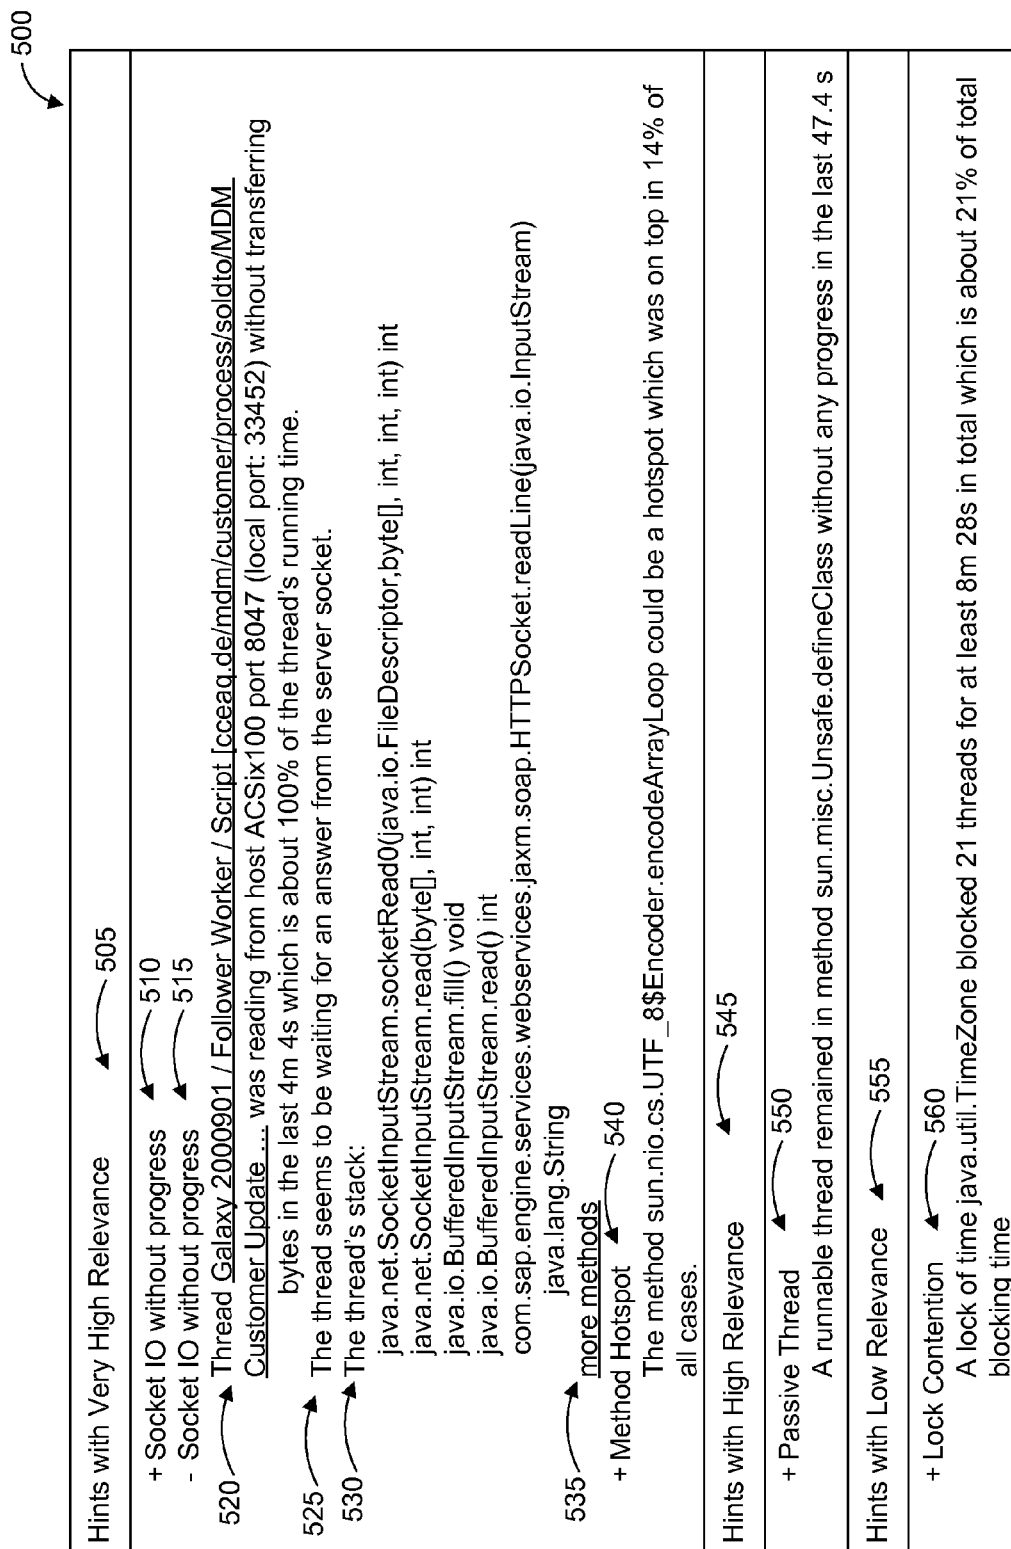 500
Hints with Very High Relevance 505
+ Socket IO without progress 510
- Socket IO without progress 515
520 Thread Galaxy 2000901 / Follower Worker / Script [cceaq.de/mdm/customer/process/soldto/MDM
Customer Update ... was reading from host ACSix100 port 8047 (local port: 33452) without transferring
bytes in the last 4m 4s which is about 100% of the thread's running time.
525 The thread seems to be waiting for an answer from the server socket.
530 The thread's stack:
java.net.SocketInputStream.socketRead0(java.io.FileDescriptor,byte[], int, int, int) int
java.net.SocketInputStream.read(byte[], int, int) int
java.io.BufferedInputStream.fill() void
java.io.BufferedInputStream.read() int
com.sap.engine.services.webservices.jaxm.soap.HTTPSocket.readLine(java.io.InputStream)
java.lang.String
535 more methods
+ Method Hotspot 540
The method sun.nio.cs.UTF_8$Encoder.encodeArrayLoop could be a hotspot which was on top in 14% of
all cases.
Hints with High Relevance 545
+ Passive Thread 550
A runnable thread remained in method sun.misc.Unsafe.defineClass without any progress in the last 47.4 s
Hints with Low Relevance 555
+ Lock Contention 560
A lock of time java.util.TimeZone blocked 21 threads for at least 8m 28s in total which is about 21% of total
blocking time